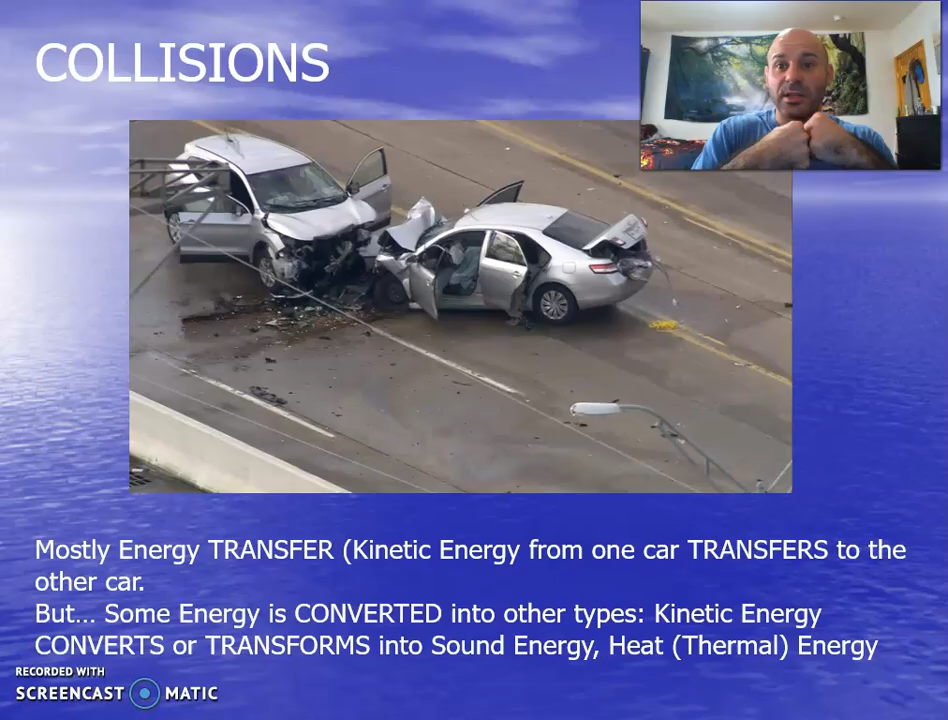 COLLISIONS
Mostly Energy TRANSFER (Kinetic Energy from one car TRANSFERS to the
other car.
But... Some Energy is CONVERTED into other types: Kinetic Energy
CONVERTS or TRANSFORMS into Sound Energy, Heat (Thermal) Energy
RECORDED WITH
SCREENCAST MATIC